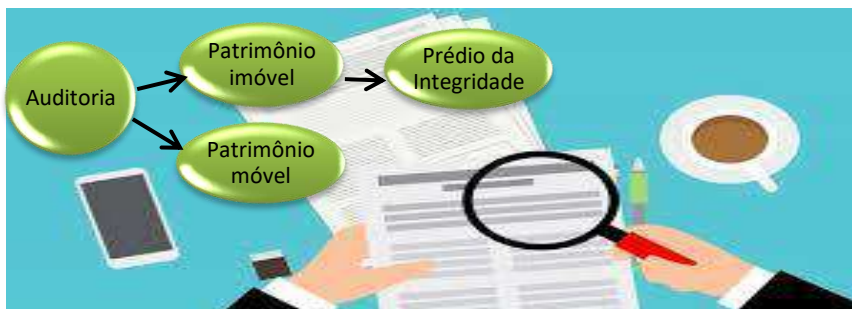 Auditoria
Patrimônio
imóvel
Prédio da
Integridade
Patrimônio
móvel